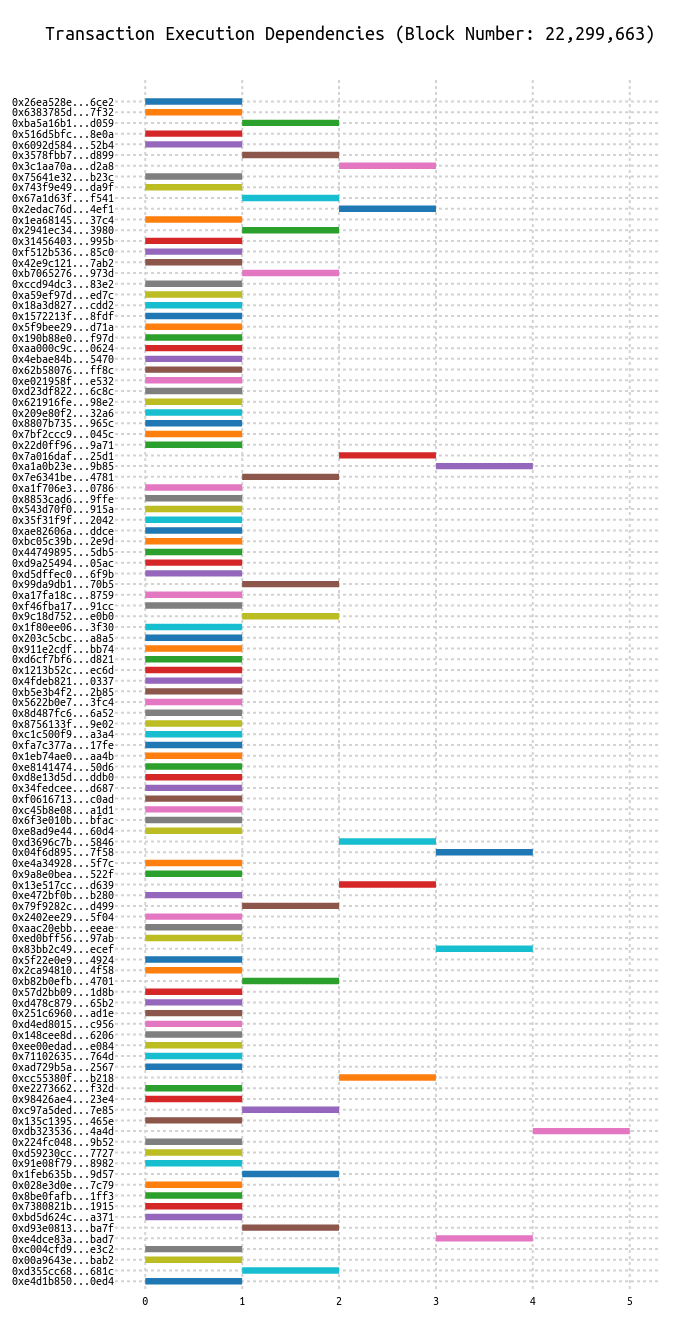 Transaction Execution Dependencies (Block Number: 22,299,663)
0x26ea528e...6ce2
0x6383785d...7f32
0xba5a16b1...d059
0x516d5bfc...8e0a
0x6092d584...52b4
0x3578fbb7...d899
0x3c1aa70a...d2a8
0x75641e32...b23c
0x743f9e49...da9f
0x67a1d63f...f541
0x2edac76d...4ef1
0x1ea68145...37c4
0x2941ec34...3980
0x31456403...995b
0xf512b536...85c0
0x42e9c121...7ab2
0xb7065276...973d
0xccd94dc3...83e2
0xa59ef97d...ed7c
0x18a3d827...cdd2
0x1572213f...8fdf
0x5f9bee29...d71a
0x190b88e0...f97d
0xaa000c9c...0624
0x4ebae84b...5470
0x62b58076...ff8c
0xe021958f...e532
0xd23df822...6c8c
0x621916fe...98e2
0x209e80f2...32a6
0x8807b735...965c
0x7bf2ccc9...045c
0x22d0ff96...9a71
0x7a016daf...25d1
0xa1a0b23e...9b85
0x7e6341be...4781
0xa1f706e3...0786
0x8853cad6...9ffe
0x543d70f0...915a
0x35f31f9f...2042
0xae82606a...ddce
0xbc05c39b...2e9d
0x44749895...5db5
0xd9a25494...05ac
0xd5dffec0...6f9b
0x99da9db1...70b5
0xa17fa18c...8759
0xf46fba17...91cc
0x9c18d752...e0b0
0x1f80ee06...3f30
0x203c5cbc...a8a5
0x911e2cdf...bb74
0xd6cf7bf6...d821
0x1213b52c...ec6d
0x4fdeb821...0337
0xb5e3b4f2...2b85
0x5622b0e7...3fc4
0x8d487fc6...6a52
0x8756133f...9e02
0xc1c500f9...a3a4
0xfa7c377a...17fe
0x1eb74ae0...aa4b
0xe8141474...50d6
0xd8e13d5d...ddb0
0x34fedcee...d687
0xf0616713...c0ad
0xc45b8e08...a1d1
0x6f3e010b...bfac
0xe8ad9e44...60d4
0xd3696c7b...5846
0x04f6d895...7f58
0xe4a34928...5f7c
0x9a8e0bea...522f
0x13e517cc...d639
0xe472bf0b...b280
0x79f9282c...d499
0x2402ee29...5f04
0xaac20ebb...eeae
0xed0bff56...97ab
0x83bb2c49...ecef
0x5f22e0e9...4924
0x2ca94810...4f58
0xb82b0efb...4701
0x57d2bb09...1d8b
0xd478c879...65b2
0x251c6960...ad1e
0xd4ed8015...c956
0x148cee8d...6206
0xee00edad...e084
0x71102635...764d
0xad729b5a...2567
0xcc55380f...b218
0xe2273662...f32d
0x98426ae4...23e4
0xc97a5ded...7e85
0x135c1395...465e
0xdb323536...4a4d
0x224fc048...9b52
0xd59230cc...7727
0x91e08f79...8982
0x1feb635b...9d57
0x028e3d0e...7c79
0x8be0fafb...1ff3
0x7380821b...1915
0xbd5d624c...a371
0xd93e0813...ba7f
0xe4dce83a...bad7
0xc004cfd9...e3c2
0x00a9643e...bab2
0xd355cc68...681c
0xe4d1b850...0ed4
0 1 2 3 4 5